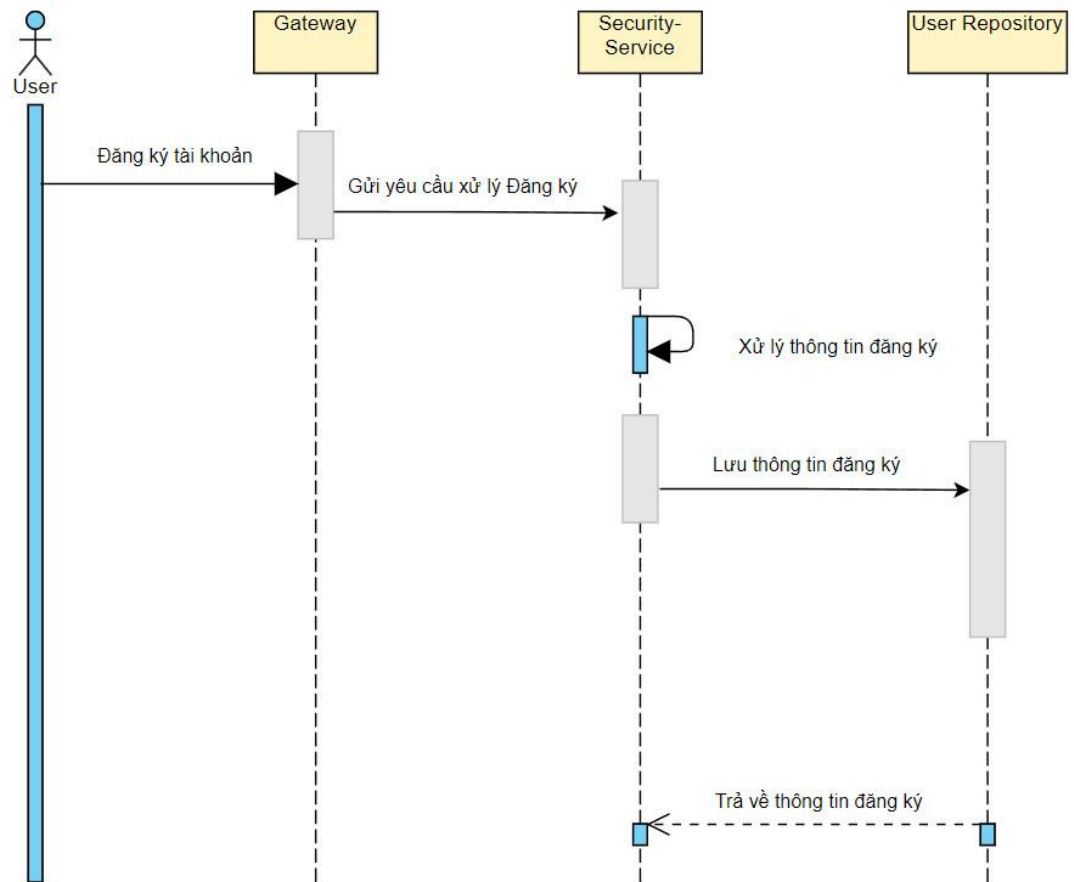 Gateway
Security-
Service
User Repository
User
Đăng ký tài khoản
Gửi yêu cầu xử lý Đăng ký
Xử lý thông tin đăng ký
Lưu thông tin đăng ký
Trả về thông tin đăng ký